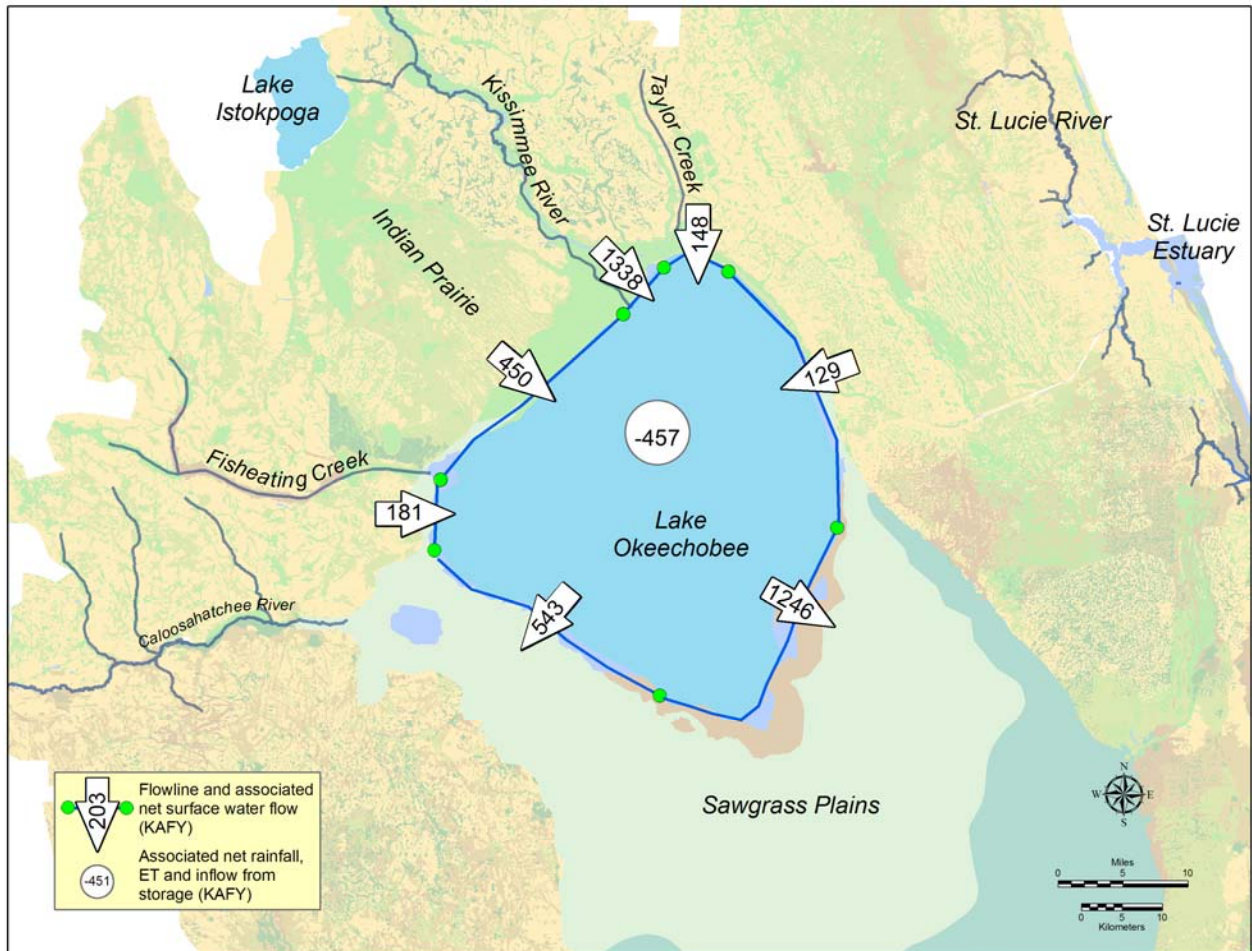 Lake
Istokpoga
Kissimmee River
Taylor Creek
St. Lucie River
St. Lucie
Estuary
Indian Prairie
1338
148
450
129
-457
Fisheating Creek
181
Lake
Okeechobee
Caloosahatchee River
543
1246
Sawgrass Plains
203
Flowline and associated
net surface water flow
(KAFY)
-451
Associated net rainfall,
ET and inflow from
storage (KAFY)
N
W E
S
Miles
0 5 10
0 5 10
Kilometers